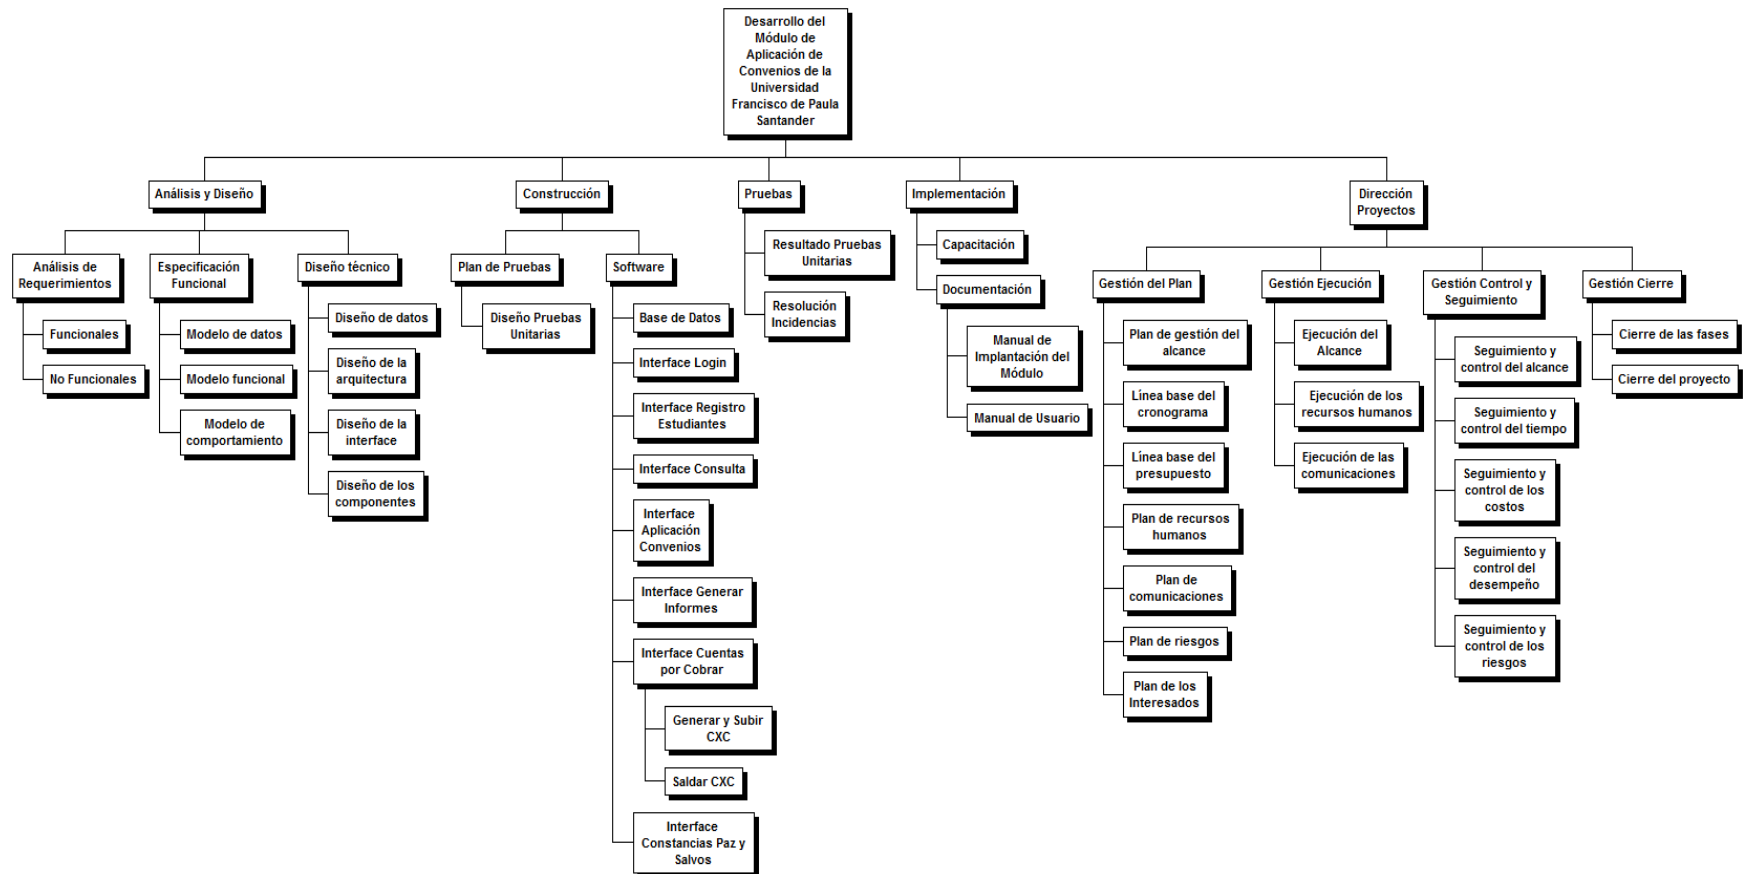 Desarrollo del
Módulo de
Aplicación de
Convenios de la
Universidad
Francisco de Paula
Santander
Análisis y Diseño
Análisis de
Requerimientos
Funcionales
No Funcionales
Especificación
Funcional
Modelo de datos
Modelo funcional
Modelo de
comportamiento
Diseño técnico
Diseño de datos
Diseño de la
arquitectura
Diseño de la
interface
Diseño de los
componentes
Construcción
Plan de Pruebas
Diseño Pruebas
Unitarias
Software
Base de Datos
Interface Login
Interface Registro
Estudiantes
Interface Consulta
Interface
Aplicación
Convenios
Interface Generar
Informes
Interface Cuentas
por Cobrar
Generar y Subir
CXC
Saldar CXC
Interface
Constancias Paz y
Salvos
Pruebas
Resultado Pruebas
Unitarias
Resolución
Incidencias
Implementación
Capacitación
Documentación
Manual de
Implantación del
Módulo
Manual de Usuario
Dirección
Proyectos
Gestión del Plan
Plan de gestión del
alcance
Línea base del
cronograma
Línea base del
presupuesto
Plan de recursos
humanos
Plan de
comunicaciones
Plan de riesgos
Plan de los
Interesados
Gestión Ejecución
Ejecución del
Alcance
Ejecución de los
recursos humanos
Ejecución de las
comunicaciones
Gestión Control y
Seguimiento
Seguimiento y
control del alcance
Seguimiento y
control del tiempo
Seguimiento y
control de los
costos
Seguimiento y
control del
desempeño
Seguimiento y
control de los
riesgos
Gestión Cierre
Cierre de las fases
Cierre del proyecto